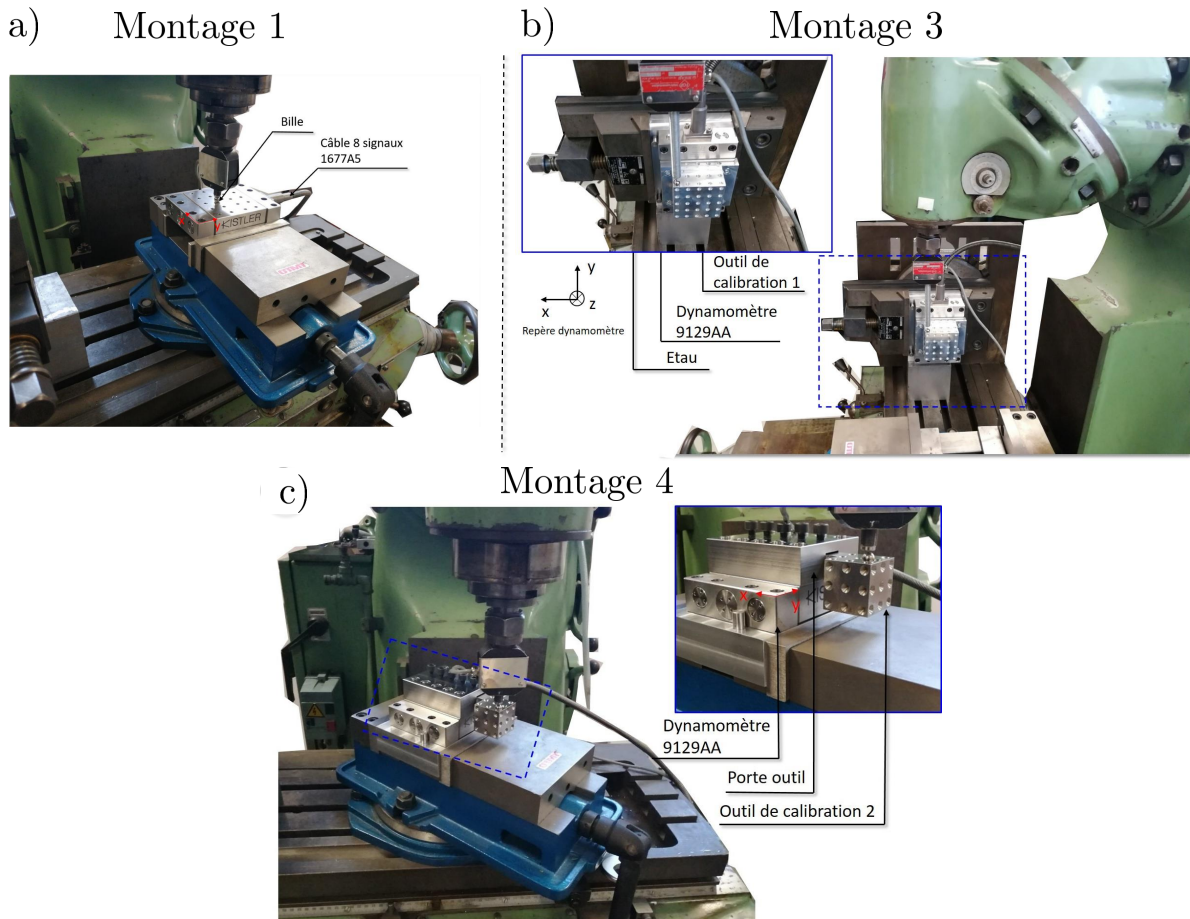 a) Montage 1
Bille
Câble 8 signaux
1677A5
x
y
KISTLER
b) Montage 3
Outil de
calibration 1
y
x
z
Repère dynamomètre
Dynamomètre
9129AA
Etau
c) Montage 4
x
y
KIS
Dynamomètre
9129AA
Porte outil
Outil de calibration 2